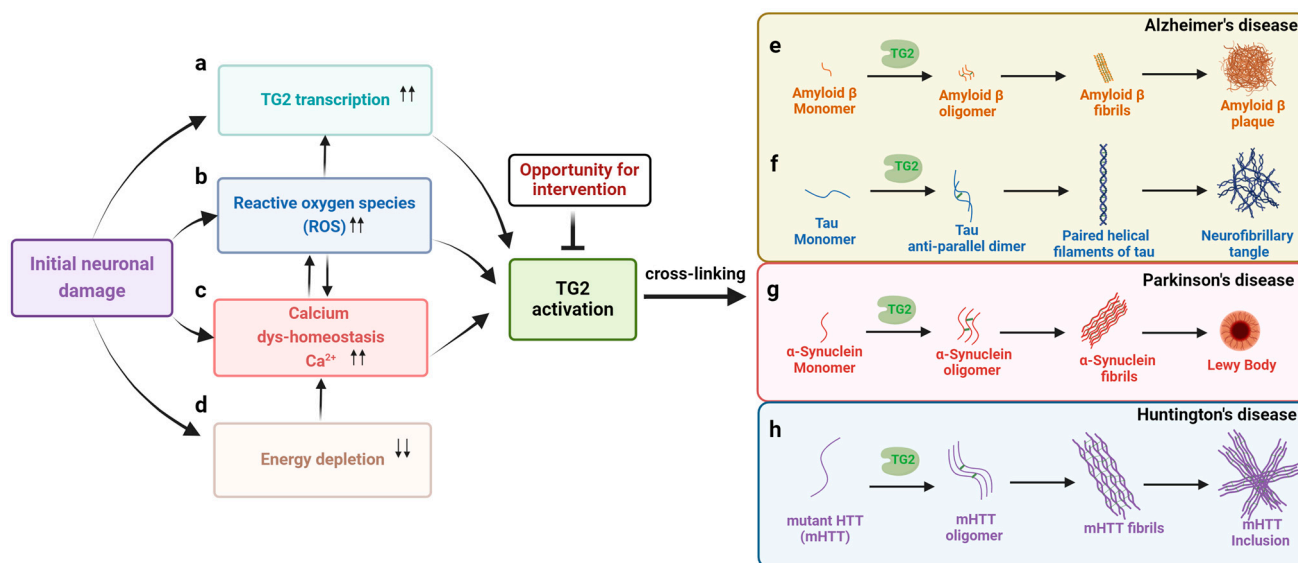 a
TG2 transcription ↑↑
b
Reactive oxygen species
(ROS) ↑↑
Initial neuronal
damage
c
Calcium
dys-homeostasis
Ca²⁺ ↑↑
d
Energy depletion ↓↓
Opportunity for
intervention
TG2
activation
cross-linking
Alzheimer's disease
e
TG2
Amyloid β
Monomer
Amyloid β
oligomer
Amyloid β
fibrils
Amyloid β
plaque
f
TG2
Tau
Monomer
Tau
anti-parallel dimer
Paired helical
filaments of tau
Neurofibrillary
tangle
Parkinson's disease
g
TG2
α-Synuclein
Monomer
α-Synuclein
oligomer
α-Synuclein
fibrils
Lewy Body
Huntington's disease
h
TG2
mutant HTT
(mHTT)
mHTT
oligomer
mHTT fibrils
mHTT
Inclusion